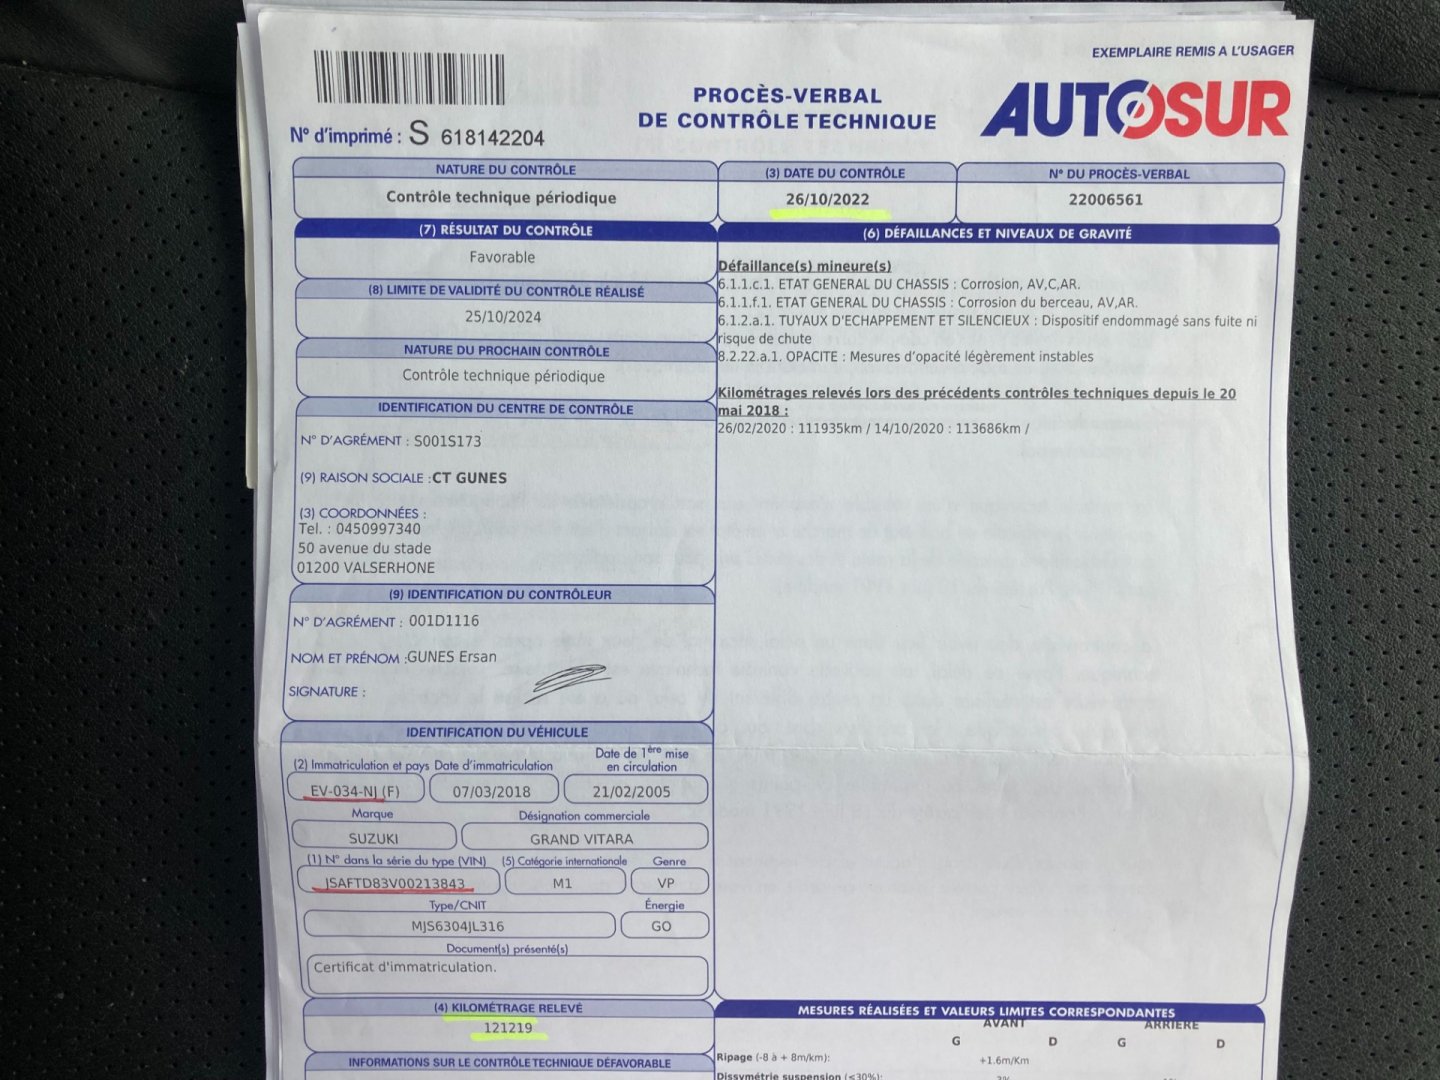 EXEMPLAIRE REMIS A L'USAGER
N° d'imprimé : S 618142204
PROCÈS-VERBAL
DE CONTRÔLE TECHNIQUE
AUTOSUR
NATURE DU CONTRÔLE
Contrôle technique périodique
(3) DATE DU CONTRÔLE
26/10/2022
N° DU PROCÈS-VERBAL
22006561
(7) RÉSULTAT DU CONTRÔLE
Favorable
(8) LIMITE DE VALIDITÉ DU CONTRÔLE RÉALISÉ
25/10/2024
NATURE DU PROCHAIN CONTRÔLE
Contrôle technique périodique
IDENTIFICATION DU CENTRE DE CONTRÔLE
N° D'AGRÉMENT : S001S173
(9) RAISON SOCIALE : CT GUNES
(3) COORDONNÉES :
Tel. : 0450997340
50 avenue du stade
01200 VALSERHONE
(9) IDENTIFICATION DU CONTRÔLEUR
N° D'AGRÉMENT : 001D1116
NOM ET PRÉNOM : GUNES Ersan
SIGNATURE :
(6) DÉFAILLANCES ET NIVEAUX DE GRAVITÉ
Défaillance(s) mineure(s)
6.1.1.c.1. ETAT GENERAL DU CHASSIS : Corrosion, AV,C,AR.
6.1.1.f.1. ETAT GENERAL DU CHASSIS : Corrosion du berceau, AV,AR.
6.1.2.a.1. TUYAUX D'ECHAPPEMENT ET SILENCIEUX : Dispositif endommagé sans fuite ni
risque de chute
8.2.22.a.1. OPACITE : Mesures d'opacité légèrement instables
Kilométrages relevés lors des précédents contrôles techniques depuis le 20
mai 2018 :
26/02/2020 : 111935km / 14/10/2020 : 113686km /
IDENTIFICATION DU VÉHICULE
(2) Immatriculation et pays
EV-034-NJ (F)
Date d'immatriculation
07/03/2018
Date de 1ère mise
en circulation
21/02/2005
Marque
SUZUKI
Désignation commerciale
GRAND VITARA
(1) N° dans la série du type (VIN)
JSAFTD83V00213843
(5) Catégorie internationale
M1
Genre
VP
Type/CNIT
MJS6304JL316
Énergie
GO
Document(s) présenté(s)
Certificat d'immatriculation.
(4) KILOMÉTRAGE RELEVÉ
121219
INFORMATIONS SUR LE CONTRÔLE TECHNIQUE DÉFAVORABLE
MESURES RÉALISÉES ET VALEURS LIMITES CORRESPONDANTES
AVANT ARRIERE
G D G D
Ripage (-8 à + 8m/km): +1.6m/Km
Dissymétrie suspension (≤30%):